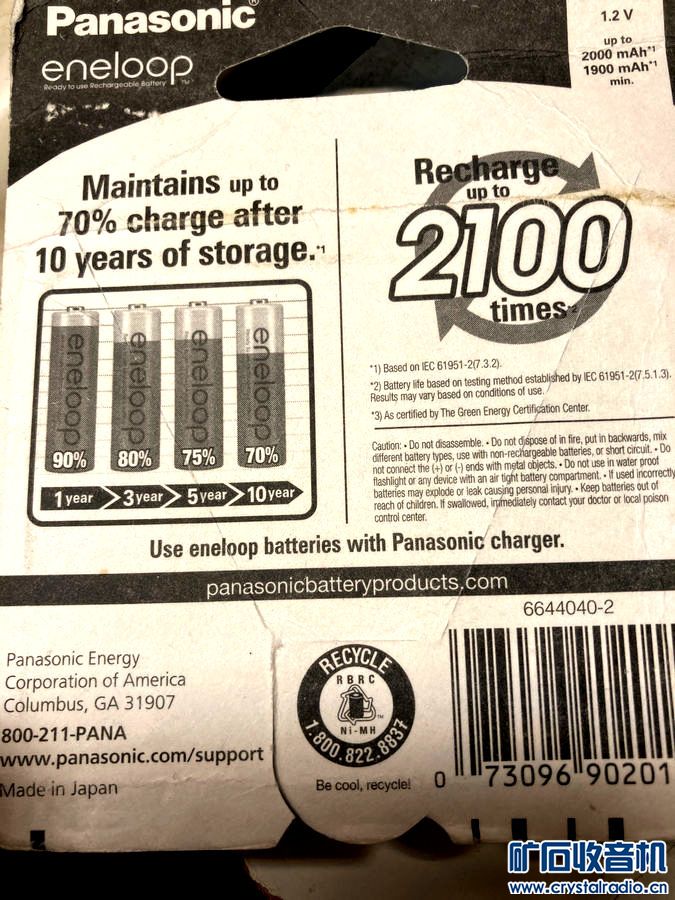 Panasonic®
eneloop™
Ready to use Rechargeable Battery
1.2 V
up to
2000 mAh*1
1900 mAh*1
min.
Maintains up to
70% charge after
10 years of storage.*1
eneloop
eneloop
eneloop
eneloop
90%
80%
75%
70%
1 year
3 year
5 year
10 year
Recharge
up to
2100
times*2
*1) Based on IEC 61951-2(7.3.2).
*2) Battery life based on testing method established by IEC 61951-2(7.5.1.3).
Results may vary based on conditions of use.
*3) As certified by The Green Energy Certification Center.
Caution: • Do not disassemble. • Do not dispose of in fire, put in backwards, mix
different battery types, use with non-rechargeable batteries, or short circuit. • Do
not connect the (+) or (-) ends with metal objects. • Do not use in water proof
flashlight or any device with an air tight battery compartment. • If used incorrectly
batteries may explode or leak causing personal injury. • Keep batteries out of
reach of children. If swallowed, immediately contact your doctor or local poison
control center.
Use eneloop batteries with Panasonic charger.
panasonicbatteryproducts.com
6644040-2
Panasonic Energy
Corporation of America
Columbus, GA 31907
800-211-PANA
www.panasonic.com/support
Made in Japan
RECYCLE
RBRC
Ni-MH
1.800.822.8837
Be cool, recycle!
0 73096 90201
矿石收音机
www.crystalradio.cn